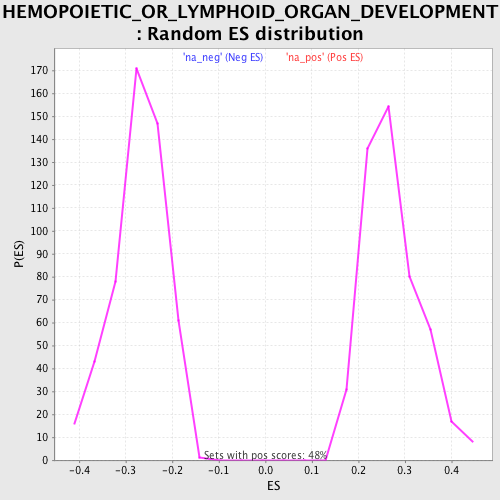 HEMOPOIETIC_OR_LYMPHOID_ORGAN_DEVELOPMENT
: Random ES distribution
'na_neg' (Neg ES) 'na_pos' (Pos ES)
170
160
150
140
130
120
110
100
90
80
70
60
50
40
30
20
10
0
P(ES)
Sets with pos scores: 48%
-0.4 -0.3 -0.2 -0.1 0.0 0.1 0.2 0.3 0.4
ES